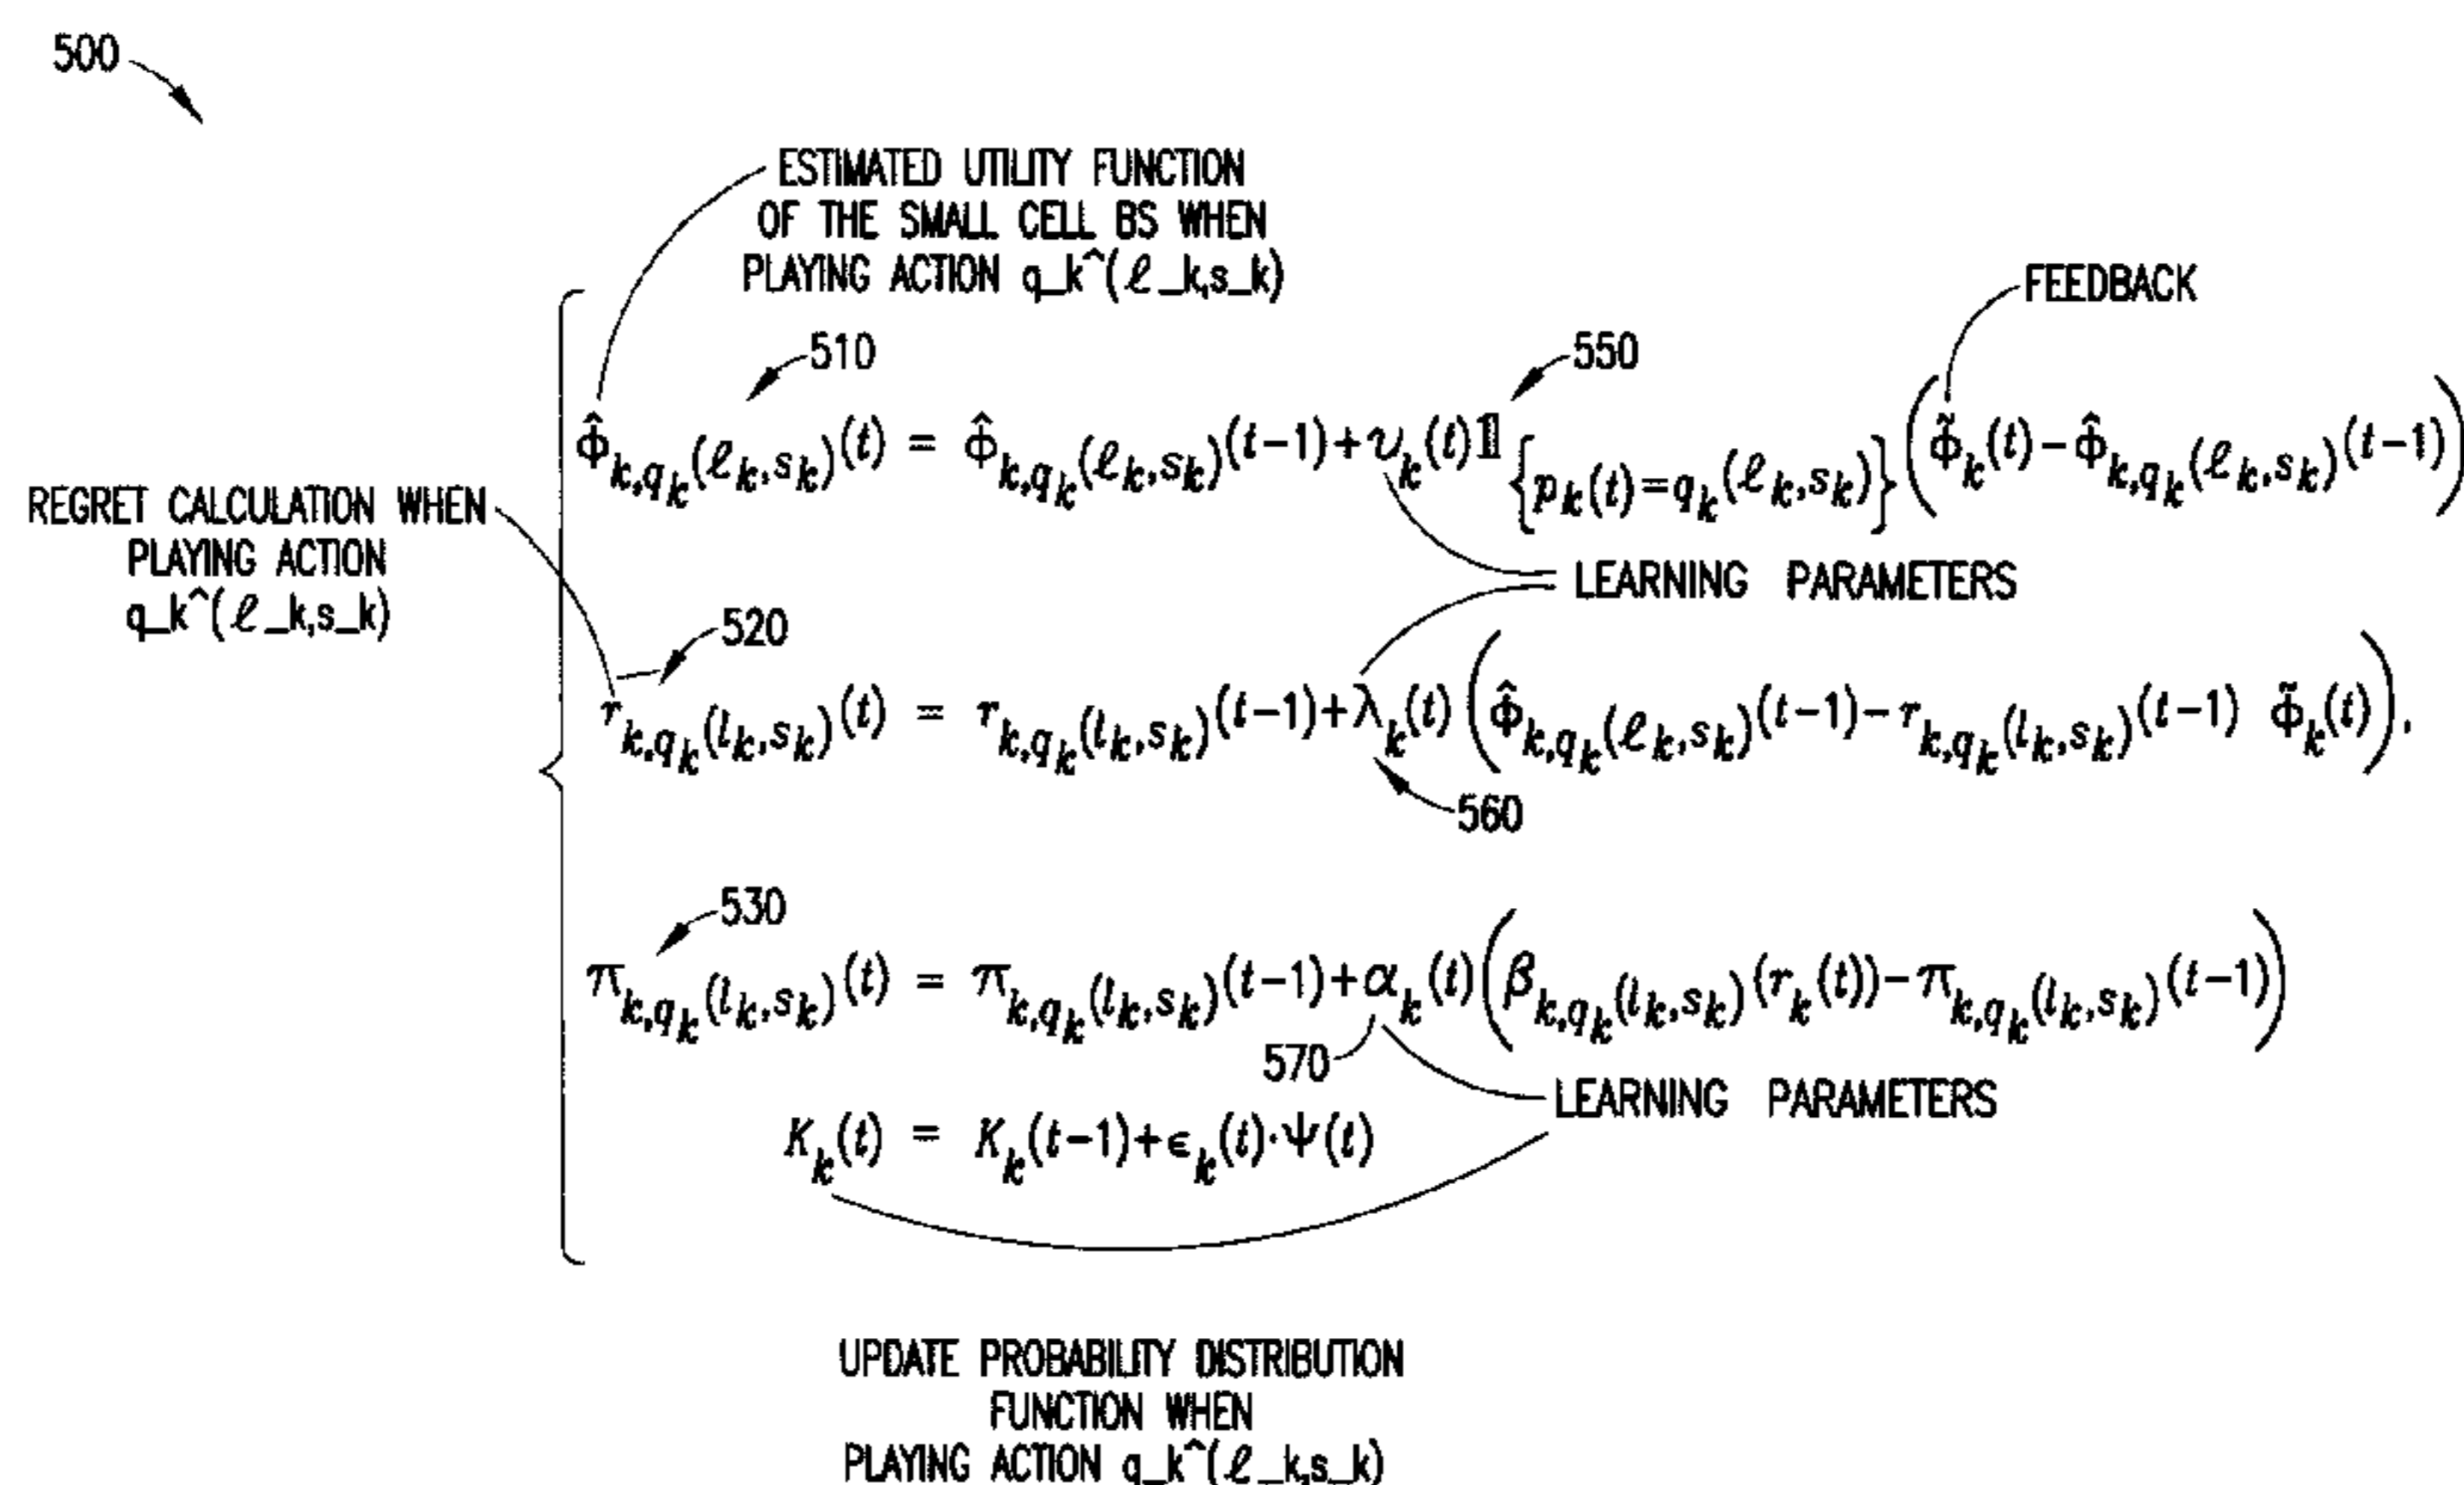 500
ESTIMATED UTILITY FUNCTION
OF THE SMALL CELL BS WHEN
PLAYING ACTION q_k^(ℓ_k,s_k)
FEEDBACK
510
550
Φ̂_{k,q_k(ℓ_k,s_k)}(t) = Φ̂_{k,q_k(ℓ_k,s_k)}(t−1)+υ_k(t)𝟙_{{p_k(t)=q_k(ℓ_k,s_k)}}(Φ̃_k(t)−Φ̂_{k,q_k(ℓ_k,s_k)}(t−1))
REGRET CALCULATION WHEN
PLAYING ACTION
q_k^(ℓ_k,s_k)
LEARNING PARAMETERS
520
r_{k,q_k(l_k,s_k)}(t) = r_{k,q_k(l_k,s_k)}(t−1)+λ_k(t)(Φ̂_{k,q_k(ℓ_k,s_k)}(t−1)−r_{k,q_k(l_k,s_k)}(t−1) Φ̃_k(t)).
560
530
π_{k,q_k(l_k,s_k)}(t) = π_{k,q_k(l_k,s_k)}(t−1)+α_k(t)(β_{k,q_k(l_k,s_k)}(r_k(t))−π_{k,q_k(l_k,s_k)}(t−1))
570
LEARNING PARAMETERS
K_k(t) = K_k(t−1)+ϵ_k(t)·Ψ(t)
UPDATE PROBABILITY DISTRIBUTION
FUNCTION WHEN
PLAYING ACTION q_k^(ℓ_k,s_k)